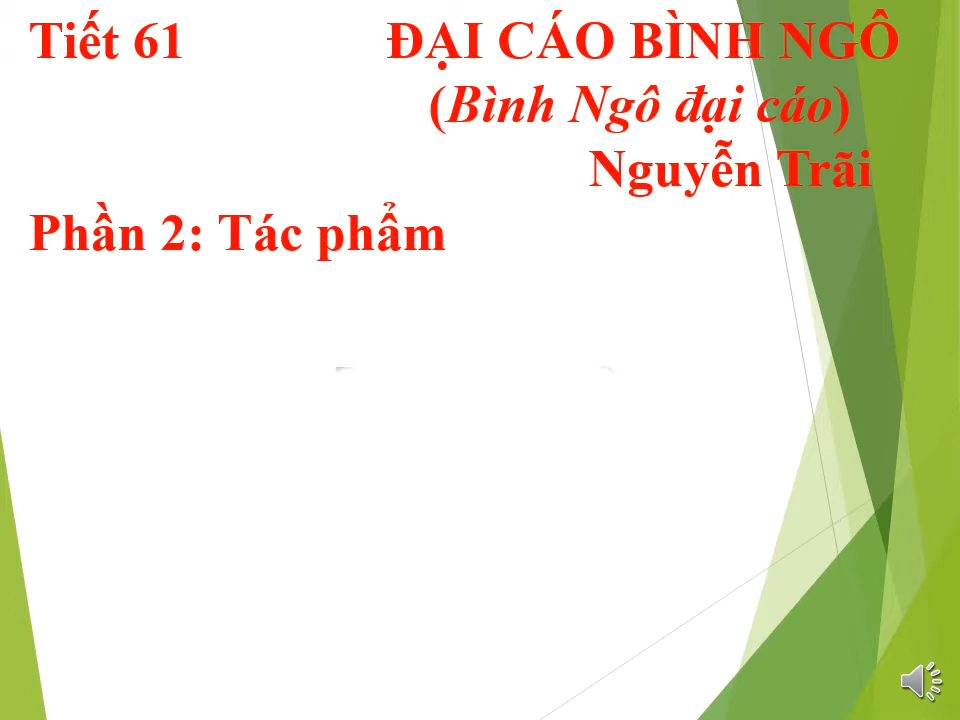 Tiết 61 ĐẠI CÁO BÌNH NGÔ
(Bình Ngô đại cáo)
Nguyễn Trãi
Phần 2: Tác phẩm